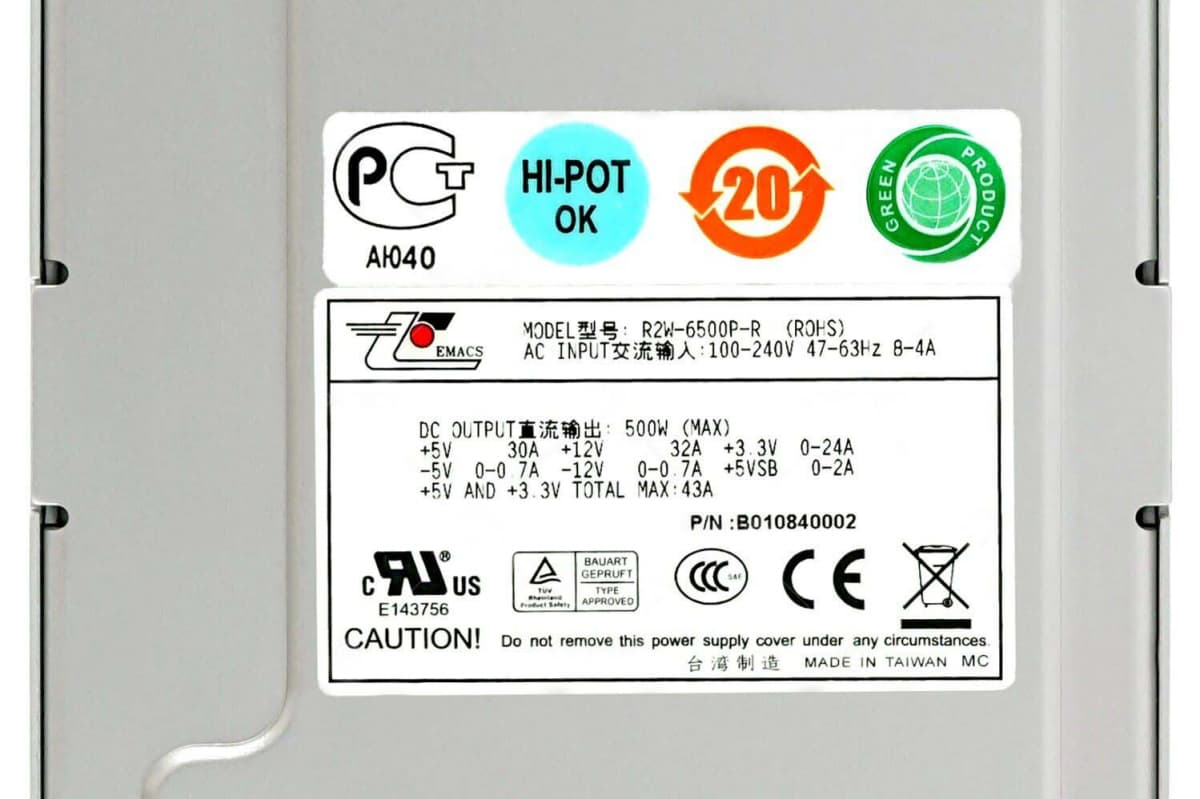 PCT
АЮ40
HI-POT
OK
20
GREEN PRODUCT
EMACS
MODEL型号: R2W-6500P-R (ROHS)
AC INPUT交流输入:100-240V 47-63Hz 8-4A
DC OUTPUT直流输出: 500W (MAX)
+5V 30A +12V 32A +3.3V 0-24A
-5V 0-0.7A -12V 0-0.7A +5VSB 0-2A
+5V AND +3.3V TOTAL MAX:43A
P/N :B010840002
c RU ® US
E143756
TUV
Rheinland
Product Safety
BAUART
GEPRUFT
TYPE
APPROVED
CCC S&E
CE
CAUTION! Do not remove this power supply cover under any circumstances.
台湾制造 MADE IN TAIWAN MC